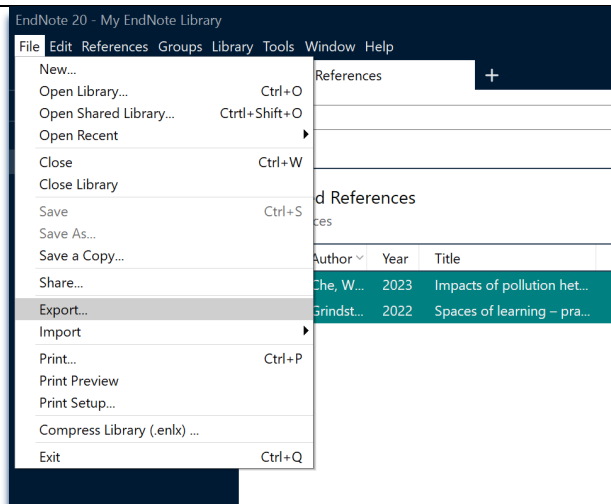 EndNote 20 - My EndNote Library
File Edit References Groups Library Tools Window Help
New...
References +
Open Library... Ctrl+O
Open Shared Library... Ctrtl+Shift+O
Open Recent
Close Ctrl+W
Close Library
d References
Save Ctrl+S
ces
Save As...
Save a Copy...
Author Year Title
Share...
Che, W... 2023 Impacts of pollution het...
Export...
Grindst... 2022 Spaces of learning – pra...
Import
Print... Ctrl+P
Print Preview
Print Setup...
Compress Library (.enlx) ...
Exit Ctrl+Q